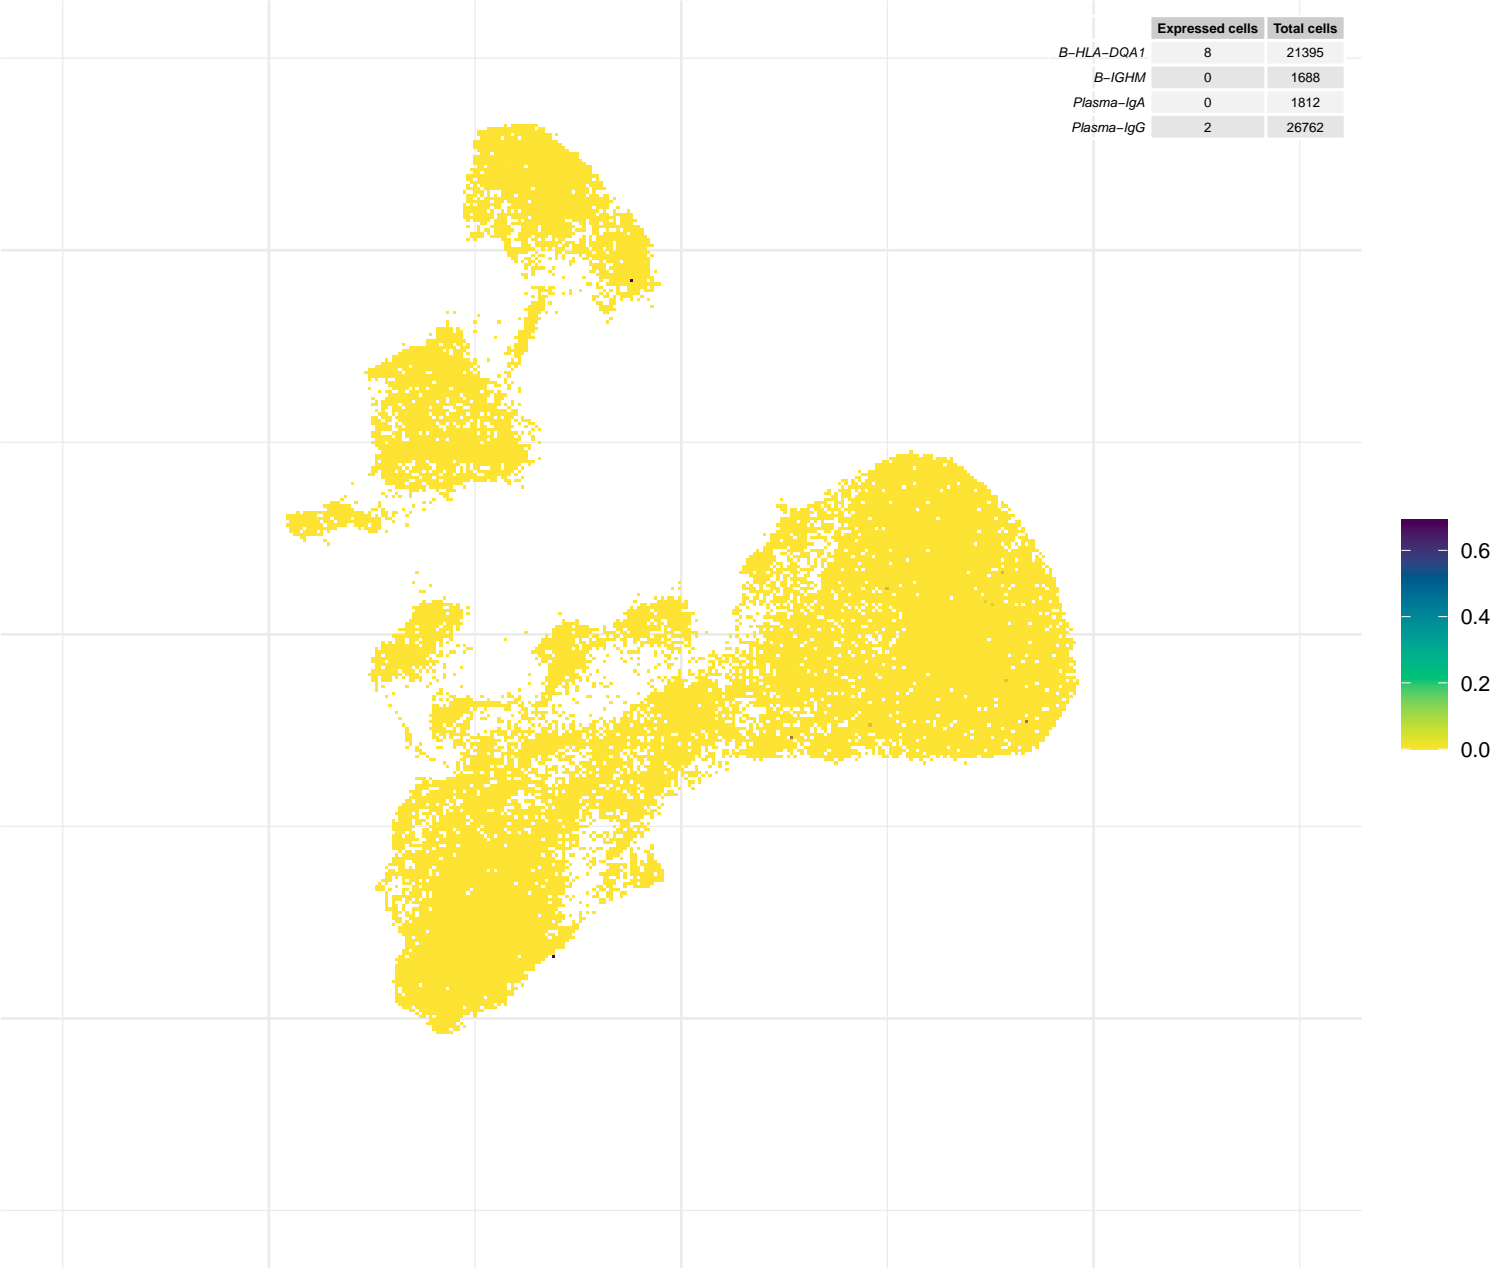 Expressed cells Total cells
B−HLA−DQA1 8 21395
B−IGHM 0 1688
Plasma−IgA 0 1812
Plasma−IgG 2 26762
0.6
0.4
0.2
0.0